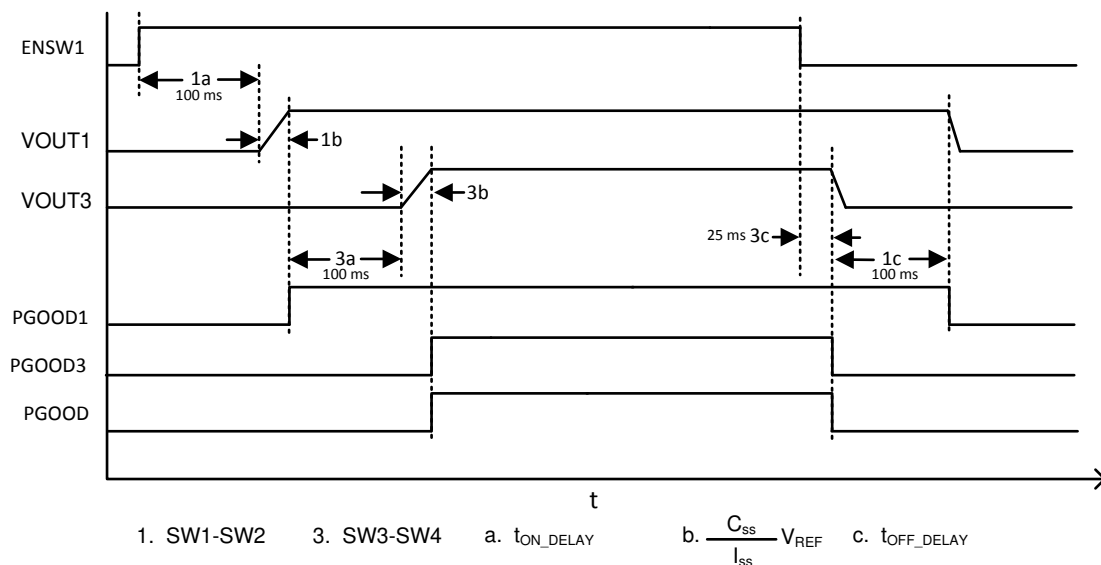 ENSW1
1a
100 ms
VOUT1
1b
VOUT3
3b
25 ms 3c
3a
100 ms
1c
100 ms
PGOOD1
PGOOD3
PGOOD
t
1. SW1-SW2 3. SW3-SW4 a. tON_DELAY b. Css/Iss VREF c. tOFF_DELAY